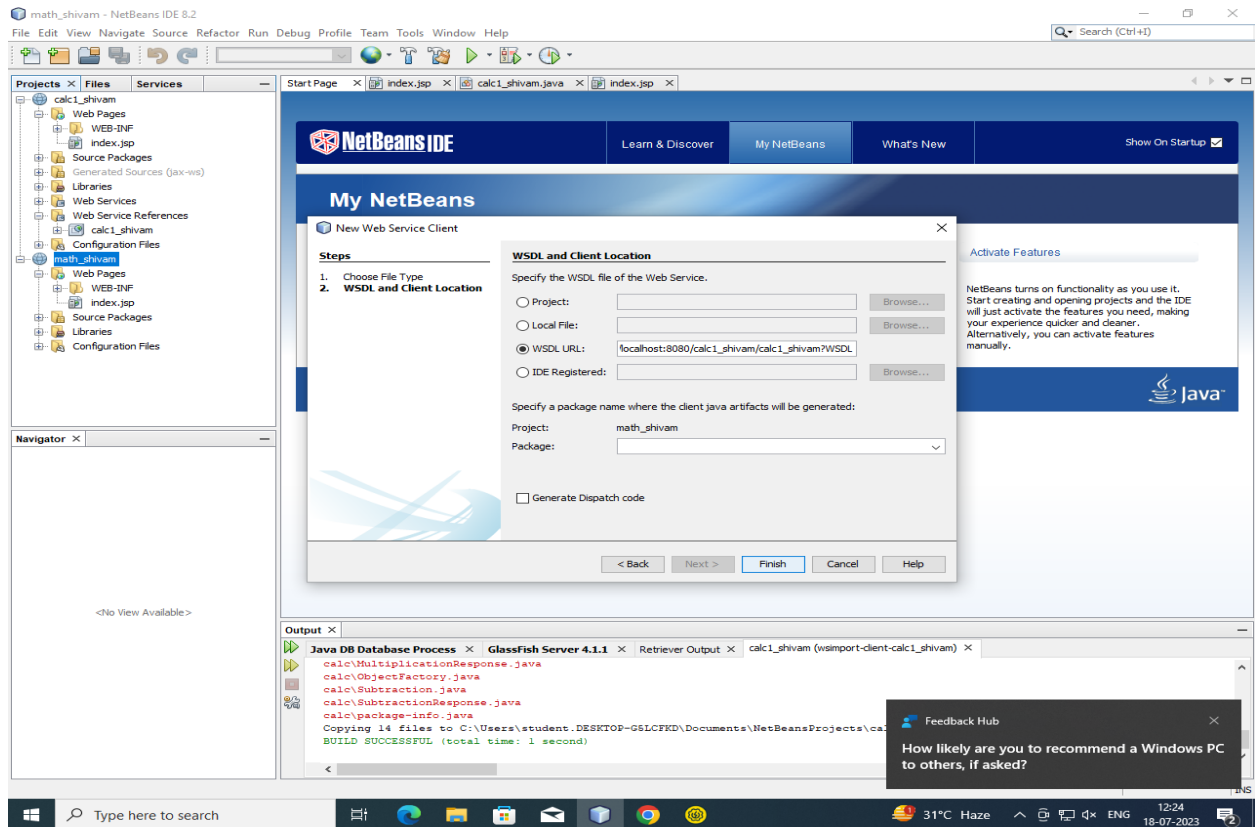 math_shivam - NetBeans IDE 8.2
File Edit View Navigate Source Refactor Run Debug Profile Team Tools Window Help
Search (Ctrl+I)
Projects Files Services
calc1_shivam
Web Pages
WEB-INF
index.jsp
Source Packages
Generated Sources (jax-ws)
Libraries
Web Services
Web Service References
calc1_shivam
Configuration Files
math_shivam
Web Pages
WEB-INF
index.jsp
Source Packages
Libraries
Configuration Files
Navigator
<No View Available>
Start Page index.jsp calc1_shivam.java index.jsp
NetBeans IDE
Learn & Discover My NetBeans What's New Show On Startup
My NetBeans
Activate Features
NetBeans turns on functionality as you use it.
Start creating and opening projects and the IDE
will just activate the features you need, making
your experience quicker and cleaner.
Alternatively, you can activate features
manually.
Java
New Web Service Client
Steps
1. Choose File Type
2. WSDL and Client Location
WSDL and Client Location
Specify the WSDL file of the Web Service.
Project: Browse...
Local File: Browse...
WSDL URL: localhost:8080/calc1_shivam/calc1_shivam?WSDL
IDE Registered: Browse...
Specify a package name where the client java artifacts will be generated:
Project: math_shivam
Package:
Generate Dispatch code
< Back Next > Finish Cancel Help
Output
Java DB Database Process GlassFish Server 4.1.1 Retriever Output calc1_shivam (wsimport-client-calc1_shivam)
calc\MultiplicationResponse.java
calc\ObjectFactory.java
calc\Subtraction.java
calc\SubtractionResponse.java
calc\package-info.java
Copying 14 files to C:\Users\student.DESKTOP-G5LCFKD\Documents\NetBeansProjects\cal
BUILD SUCCESSFUL (total time: 1 second)
Feedback Hub
How likely are you to recommend a Windows PC
to others, if asked?
INS
Type here to search
31°C Haze
ENG
12:24
18-07-2023
2